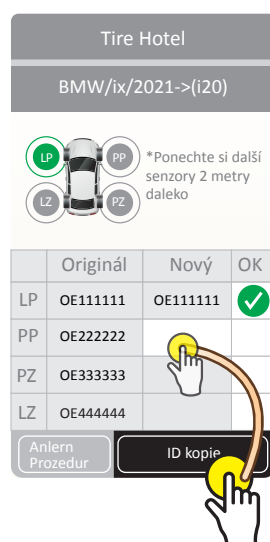 Tire Hotel
BMW/ix/2021->(i20)
LP PP
*Ponechte si další
senzory 2 metry
daleko
LZ PZ
Originál Nový OK
LP OE111111 OE111111
PP OE222222
PZ OE333333
LZ OE444444
Anlern
Prozedur
ID kopie